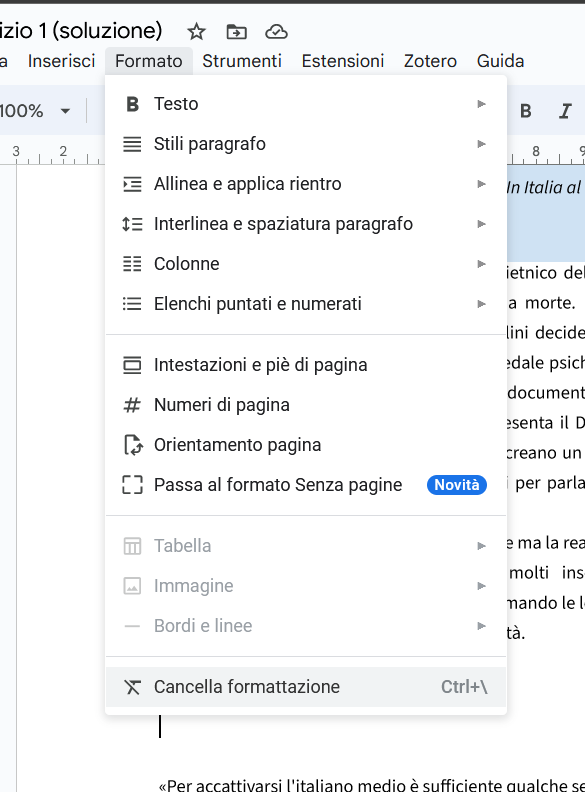 izio 1 (soluzione)
a Inserisci Formato Strumenti Estensioni Zotero Guida
100% B I
3 2 8 9
Testo
Stili paragrafo
Allinea e applica rientro
Interlinea e spaziatura paragrafo
Colonne
Elenchi puntati e numerati
Intestazioni e piè di pagina
Numeri di pagina
Orientamento pagina
Passa al formato Senza pagine Novità
Tabella
Immagine
Bordi e linee
Cancella formattazione Ctrl+\
In Italia al
ietnico del
a morte.
lini decide
edale psich
document
esenta il D
creano un
i per parla
e ma la rea
molti ins
mando le l
tà.
«Per accattivarsi l'italiano medio è sufficiente qualche se